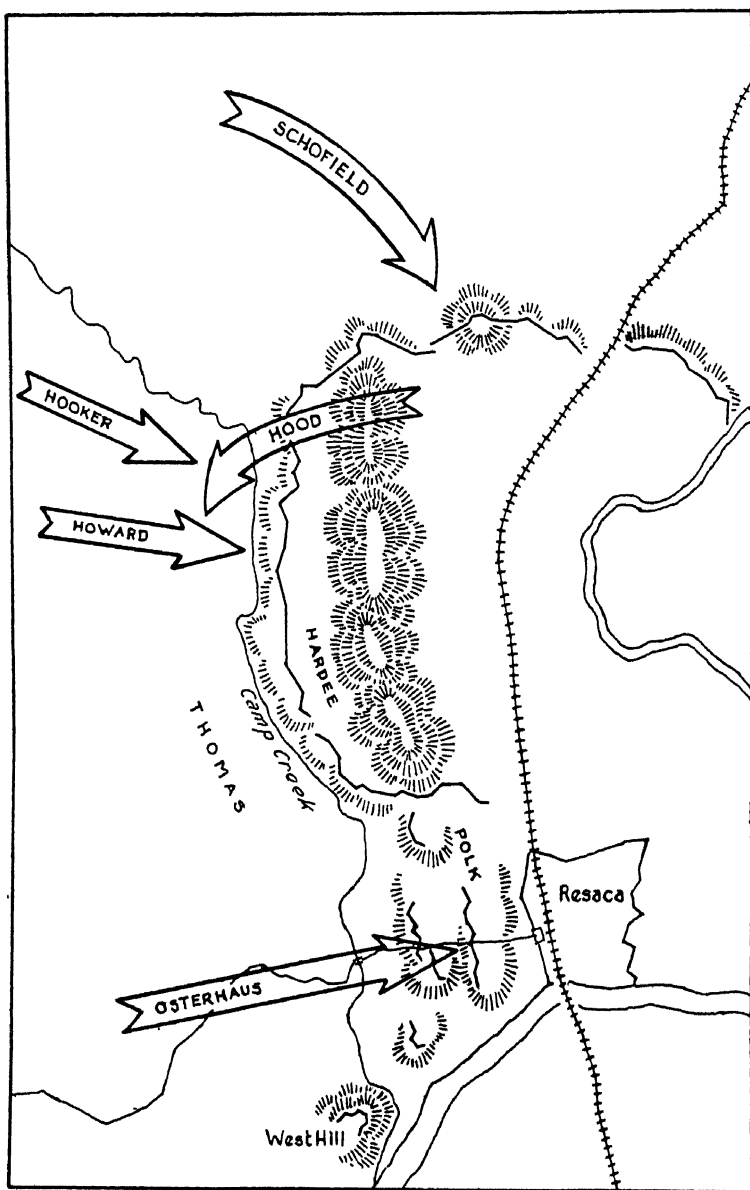 SCHOFIELD
HOOKER
HOOD
HOWARD
HARDEE
Camp Creek
THOMAS
POLK
Resaca
OSTERHAUS
West Hill